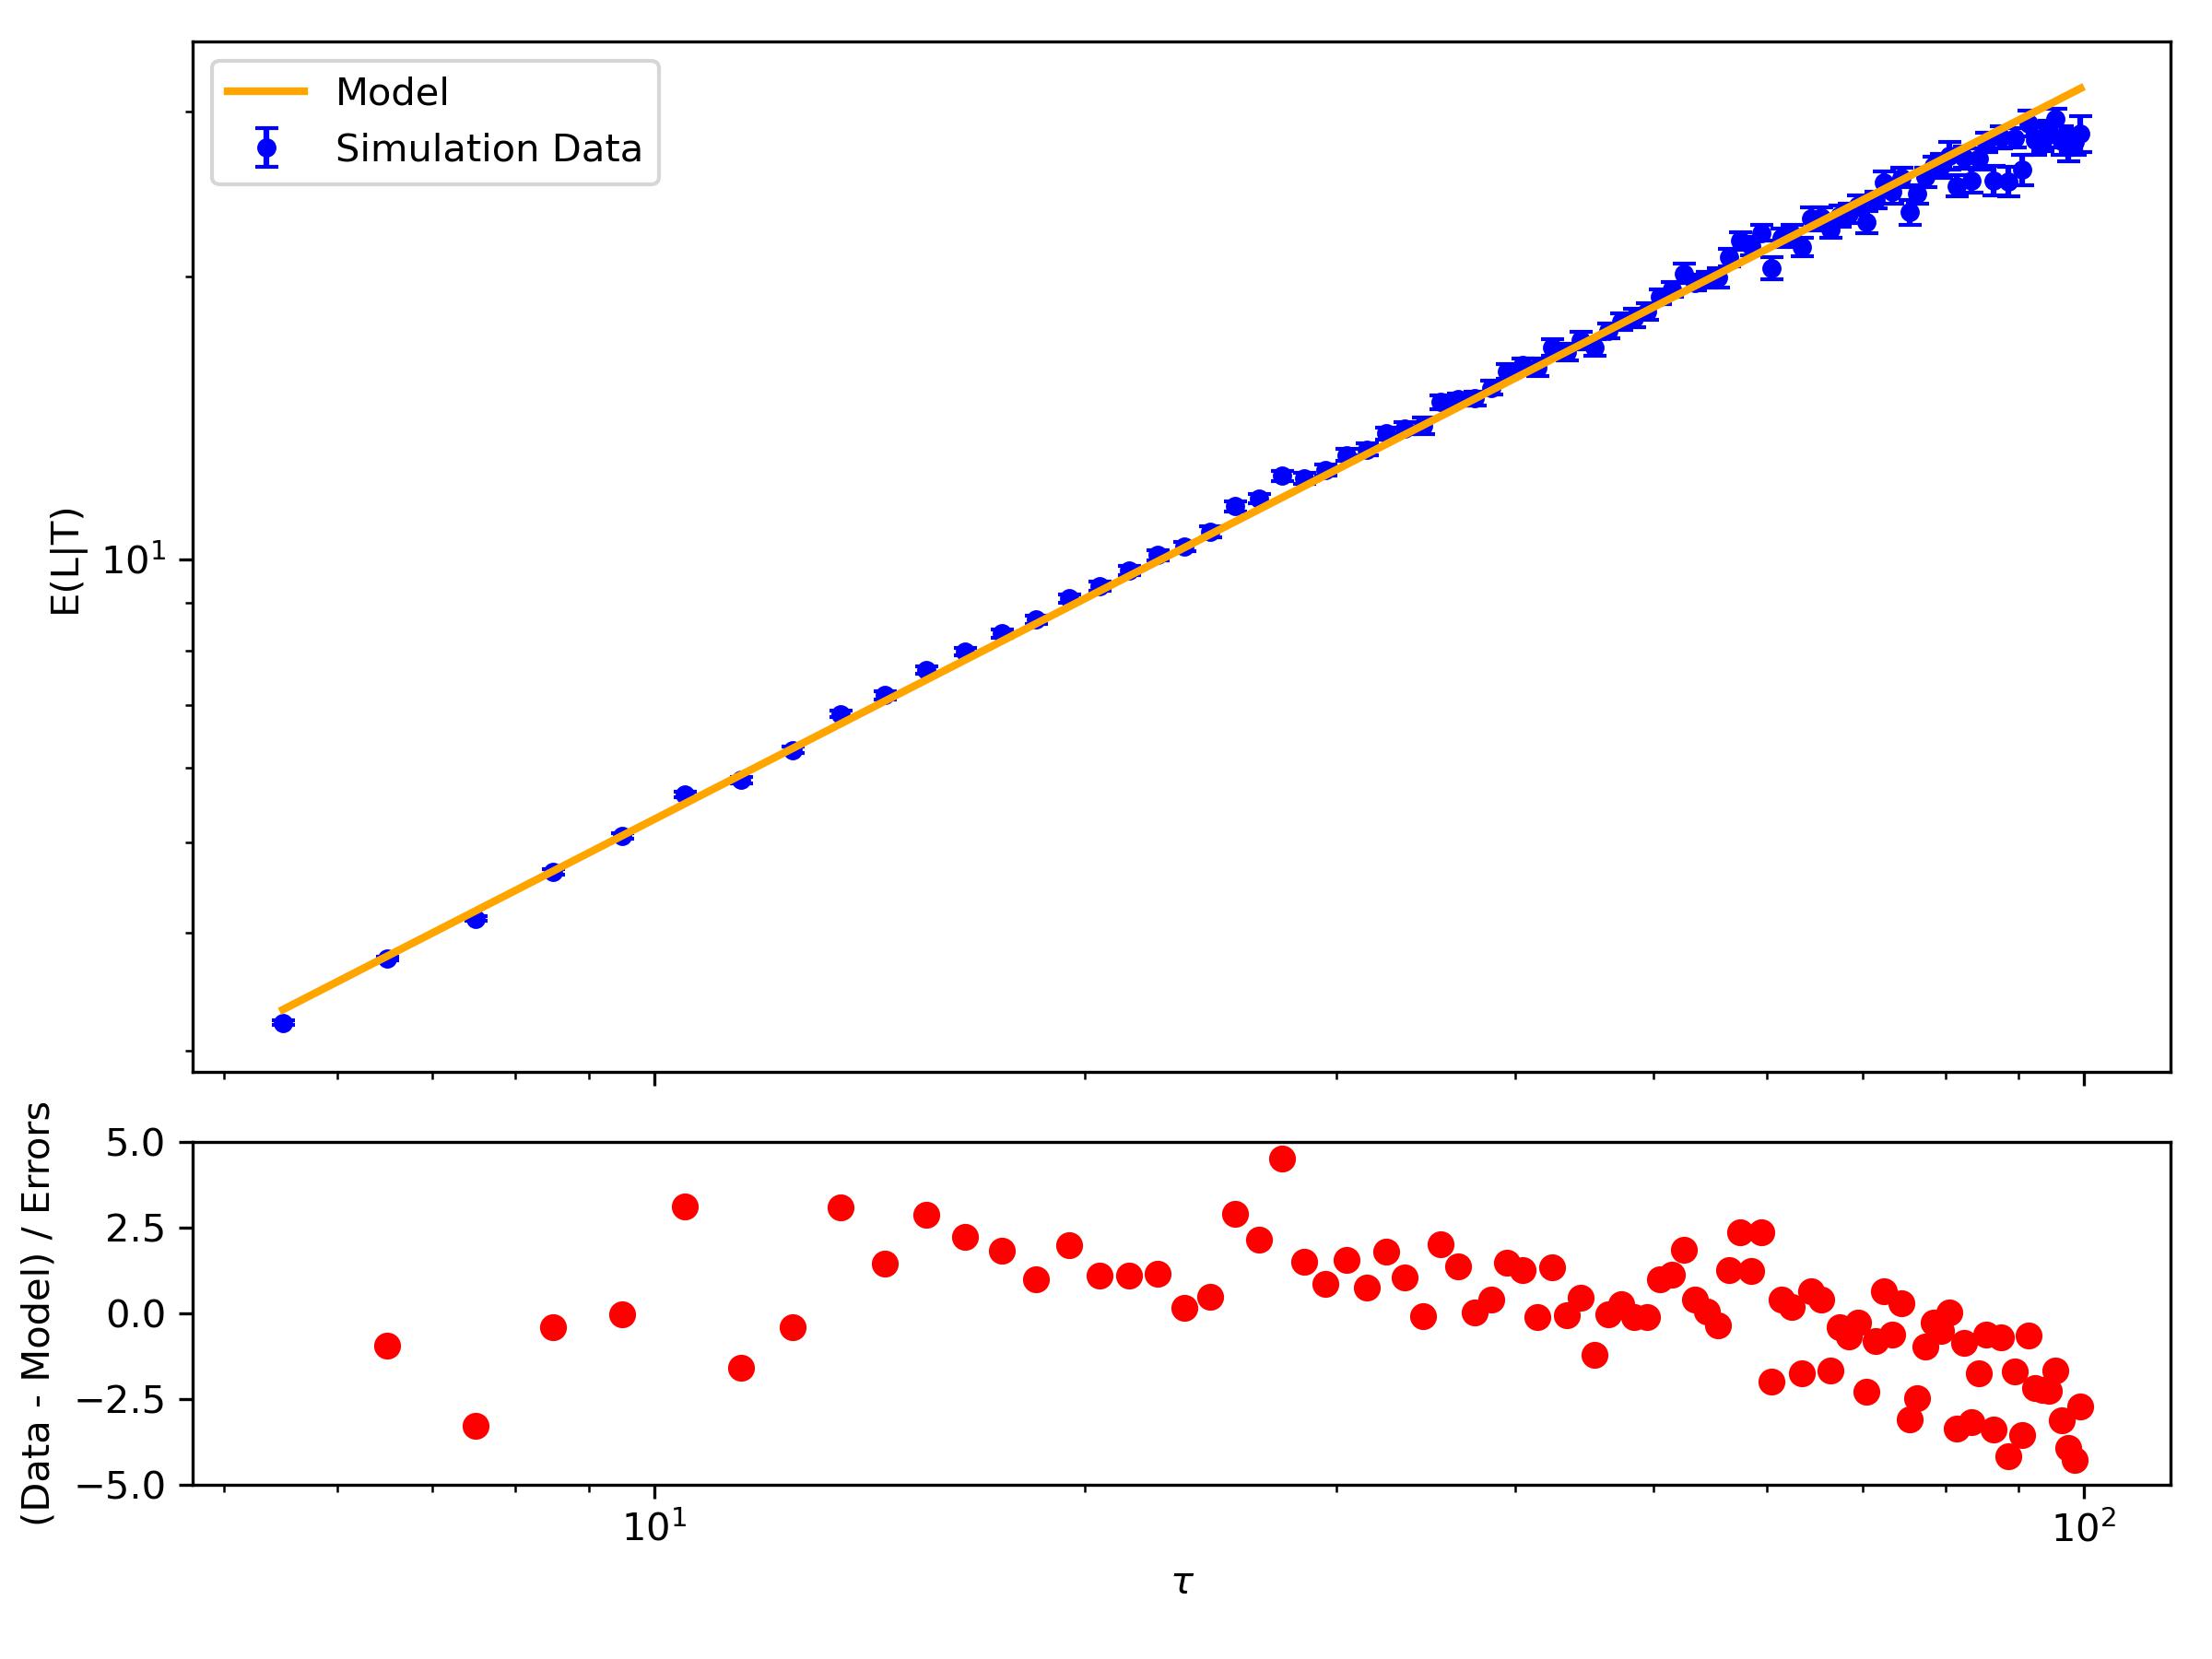 Model
Simulation Data
E(L|T)
10¹
(Data - Model) / Errors
5.0
2.5
0.0
−2.5
−5.0
10¹
10²
τ